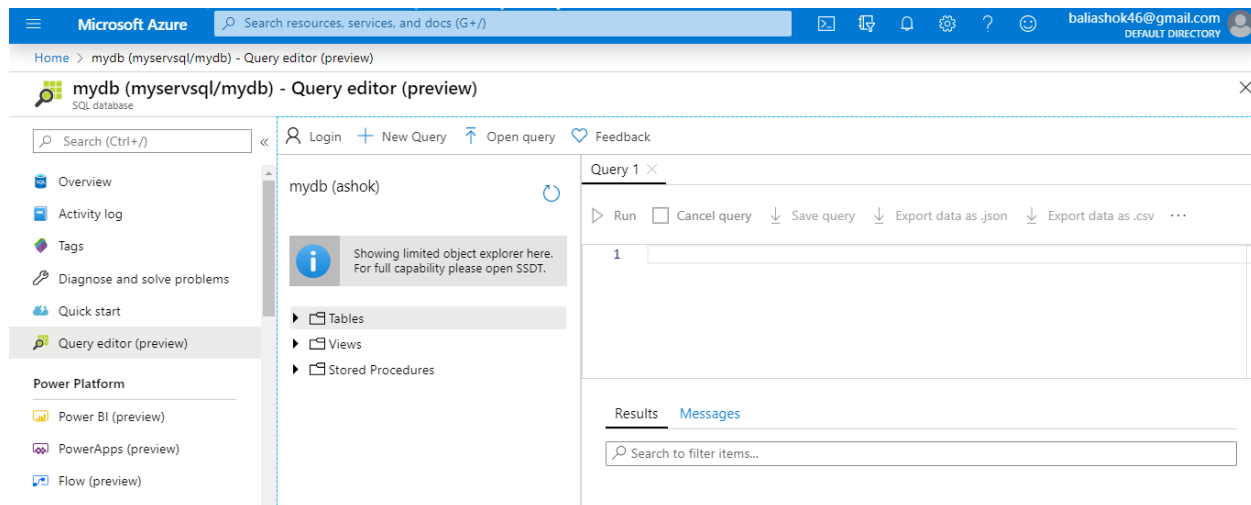 Microsoft Azure
Search resources, services, and docs (G+/)
baliashok46@gmail.com
DEFAULT DIRECTORY
Home > mydb (myservsql/mydb) - Query editor (preview)
mydb (myservsql/mydb) - Query editor (preview)
SQL database
Search (Ctrl+/)
«
Overview
Activity log
Tags
Diagnose and solve problems
Quick start
Query editor (preview)
Power Platform
Power BI (preview)
PowerApps (preview)
Flow (preview)
Login
New Query
Open query
Feedback
mydb (ashok)
Showing limited object explorer here.
For full capability please open SSDT.
Tables
Views
Stored Procedures
Query 1
Run
Cancel query
Save query
Export data as .json
Export data as .csv
1
Results
Messages
Search to filter items...